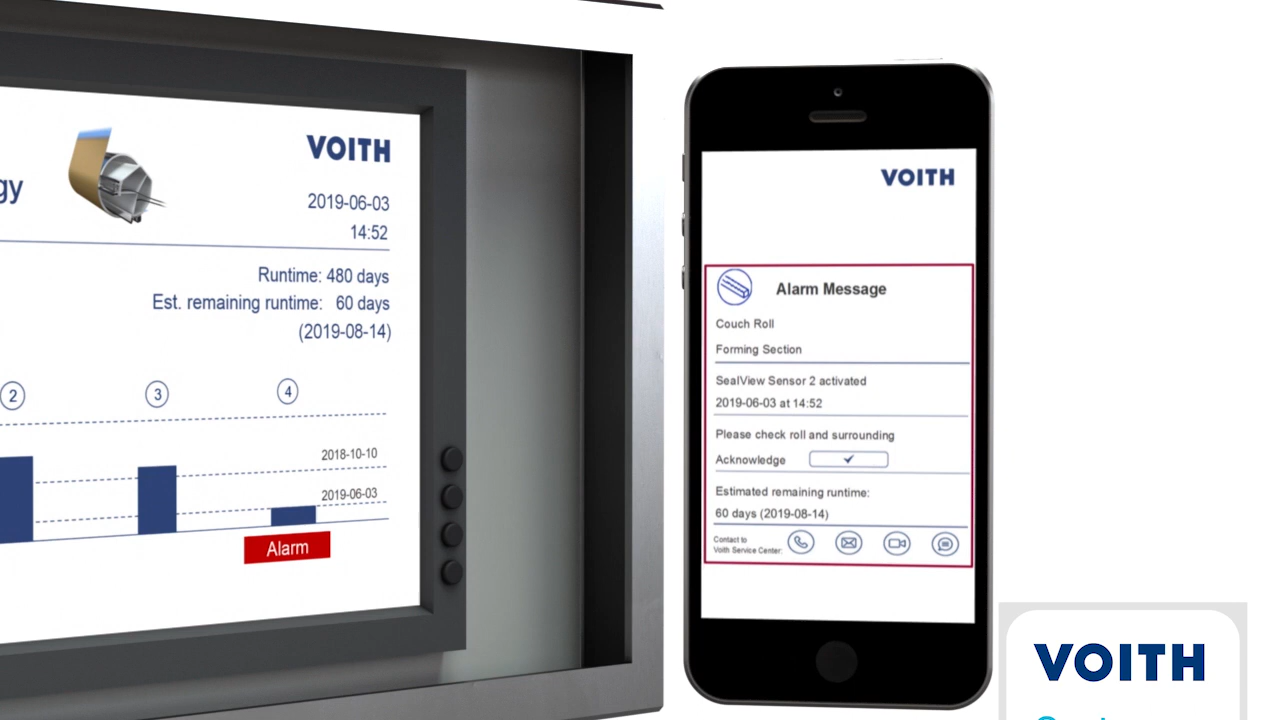 gy
VOITH
2019-06-03
14:52
Runtime: 480 days
Est. remaining runtime: 60 days
(2019-08-14)
2
3
4
2018-10-10
2019-06-03
Alarm
VOITH
Alarm Message
Couch Roll
Forming Section
SealView Sensor 2 activated
2019-06-03 at 14:52
Please check roll and surrounding
Acknowledge
Estimated remaining runtime:
60 days (2019-08-14)
Contact to
Voith Service Center:
VOITH